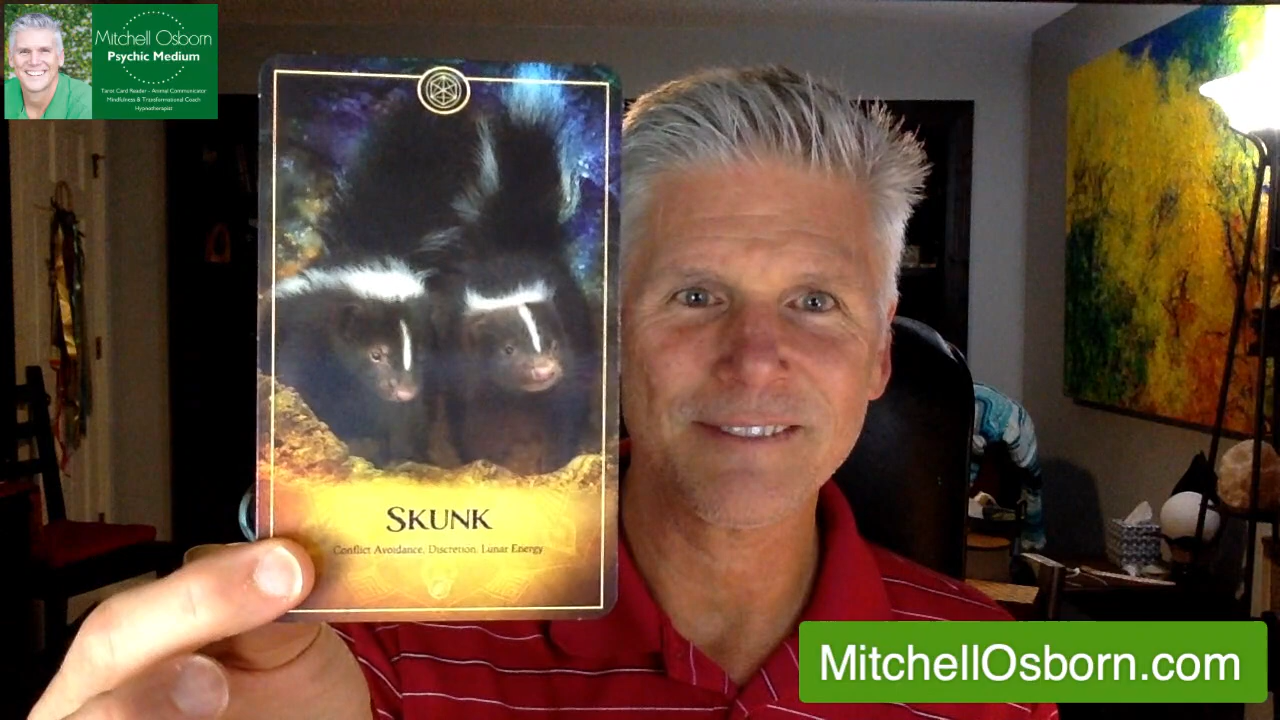 Mitchell Osborn
Psychic Medium
Tarot Card Reader - Animal Communicator
Mindfulness & Transformational Coach
Hypnotherapist
SKUNK
Conflict Avoidance, Discretion, Lunar Energy
MitchellOsborn.com